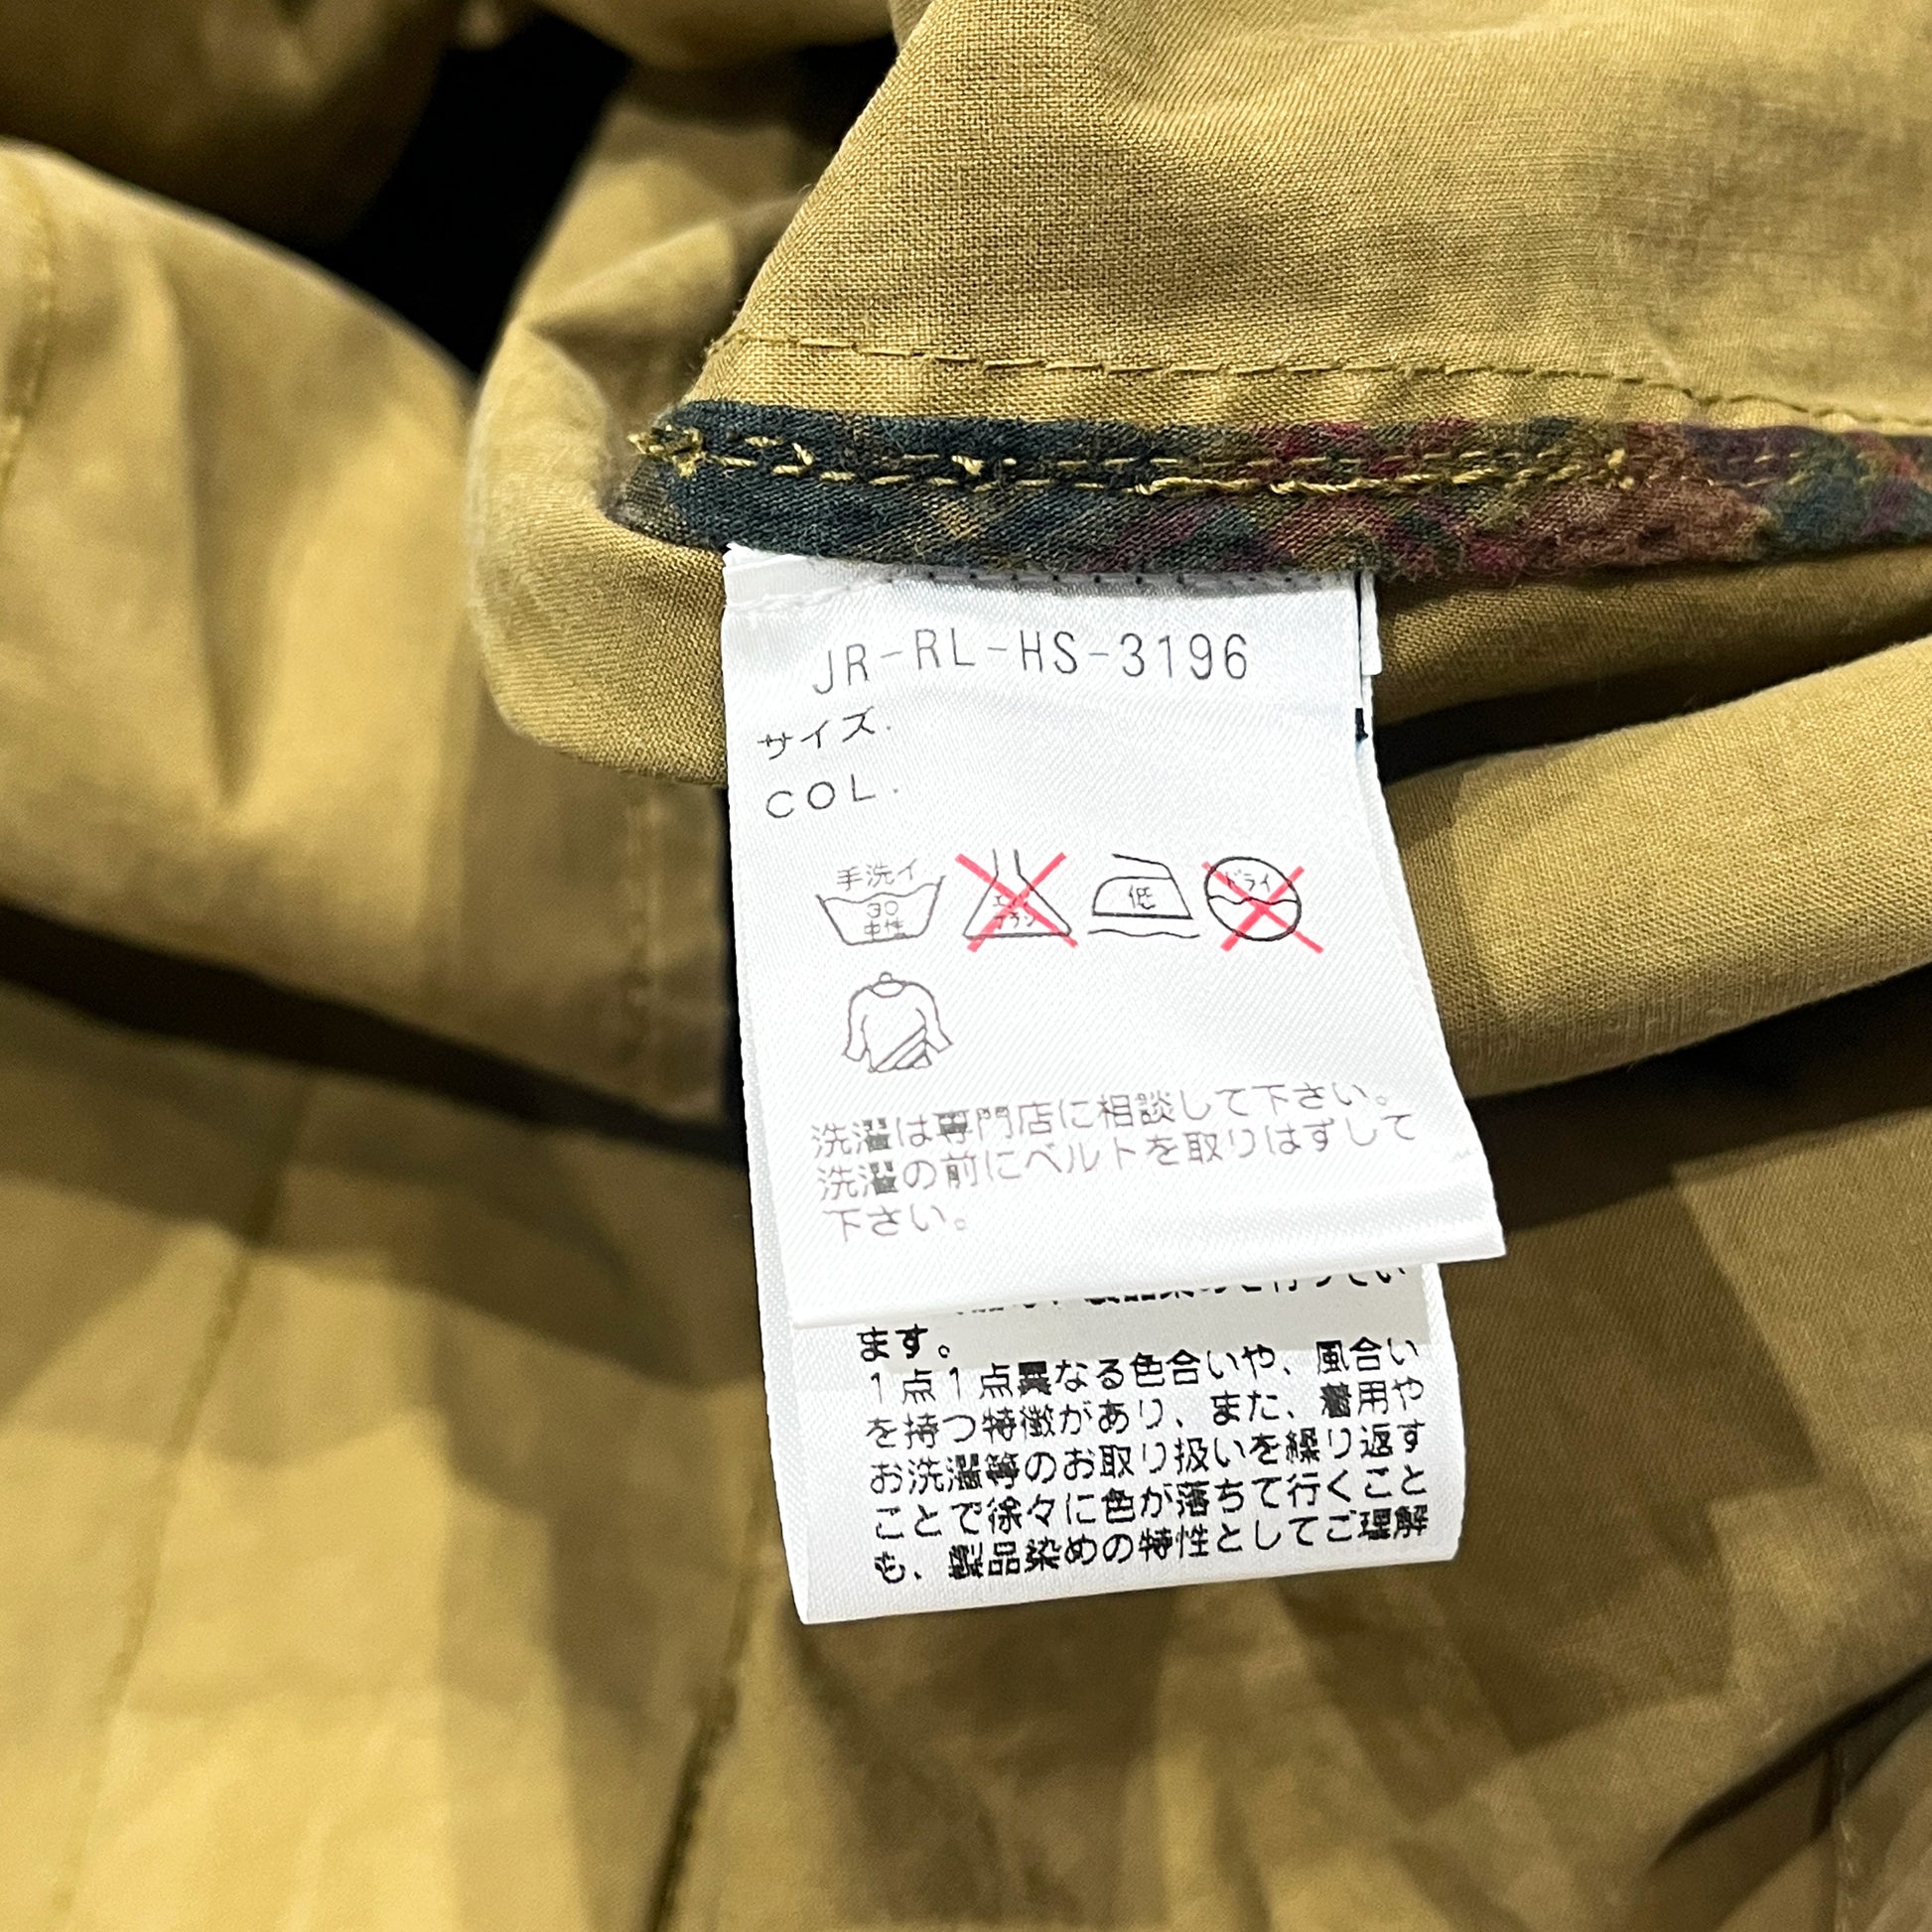 JR-RL-HS-3196
サイズ.
COL.
手洗イ
30
中性
低
ドライ
洗濯は専門店に相談して下さい。
洗濯の前にベルトを取りはずして
下さい。
ます。
1点1点異なる色合いや、風合い
を持つ特徴があり、また、着用や
お洗濯等のお取り扱いを繰り返す
ことで徐々に色が落ちて行くこと
も、製品染めの特性としてご理解